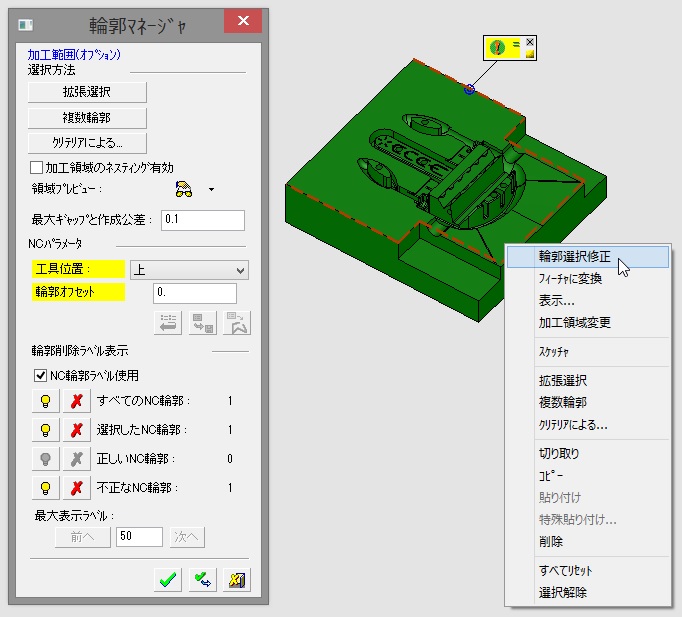 輪郭ﾏﾈｰｼﾞｬ
加工範囲(ｵﾌﾟｼｮﾝ)
選択方法
拡張選択
複数輪郭
ｸﾘﾃﾘｱによる...
加工領域のﾈｽﾃｨﾝｸﾞ有効
領域ﾌﾟﾚﾋﾞｭｰ :
最大ｷﾞｬｯﾌﾟと作成公差 : 0.1
NCﾊﾟﾗﾒｰﾀ
工具位置 : 上
輪郭ｵﾌｾｯﾄ 0.
輪郭削除ﾗﾍﾞﾙ表示
NC輪郭ﾗﾍﾞﾙ使用
すべてのNC輪郭 : 1
選択したNC輪郭 : 1
正しいNC輪郭 : 0
不正なNC輪郭 : 1
最大表示ﾗﾍﾞﾙ :
前へ 50 次へ
! =
輪郭選択修正
ﾌｨｰﾁｬに変換
表示...
加工領域変更
ｽｹｯﾁｬ
拡張選択
複数輪郭
ｸﾘﾃﾘｱによる...
切り取り
ｺﾋﾟｰ
貼り付け
特殊貼り付け...
削除
すべてﾘｾｯﾄ
選択解除